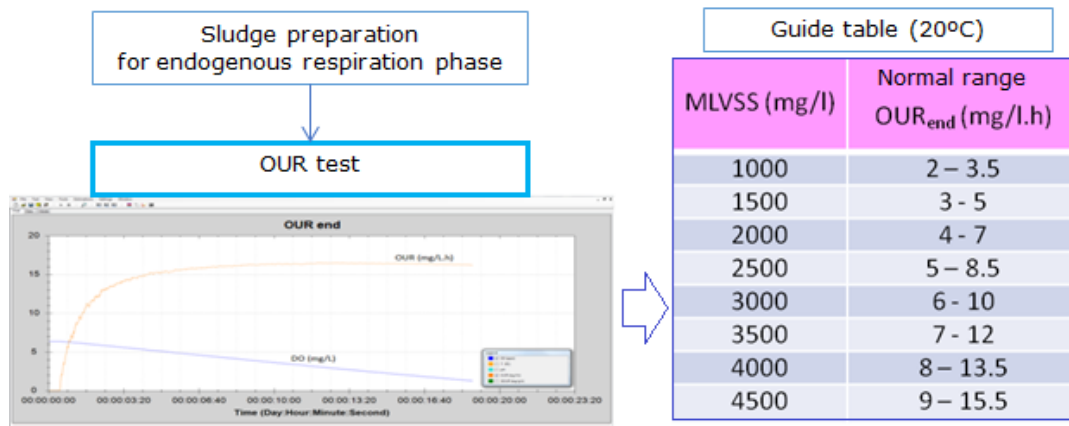 Sludge preparation
for endogenous respiration phase
OUR test
OUR end
20
15
10
5
0
OUR (mg/L.h)
DO (mg/L)
00:00:00:00 00:00:03:20 00:00:06:40 00:00:10:00 00:00:13:20 00:00:16:40 00:00:20:00 00:00:23:20
Time (Day:Hour:Minute:Second)
Guide table (20ºC)
MLVSS (mg/l) Normal range OURend (mg/l.h)
1000 2 – 3.5
1500 3 - 5
2000 4 - 7
2500 5 – 8.5
3000 6 - 10
3500 7 - 12
4000 8 – 13.5
4500 9 – 15.5